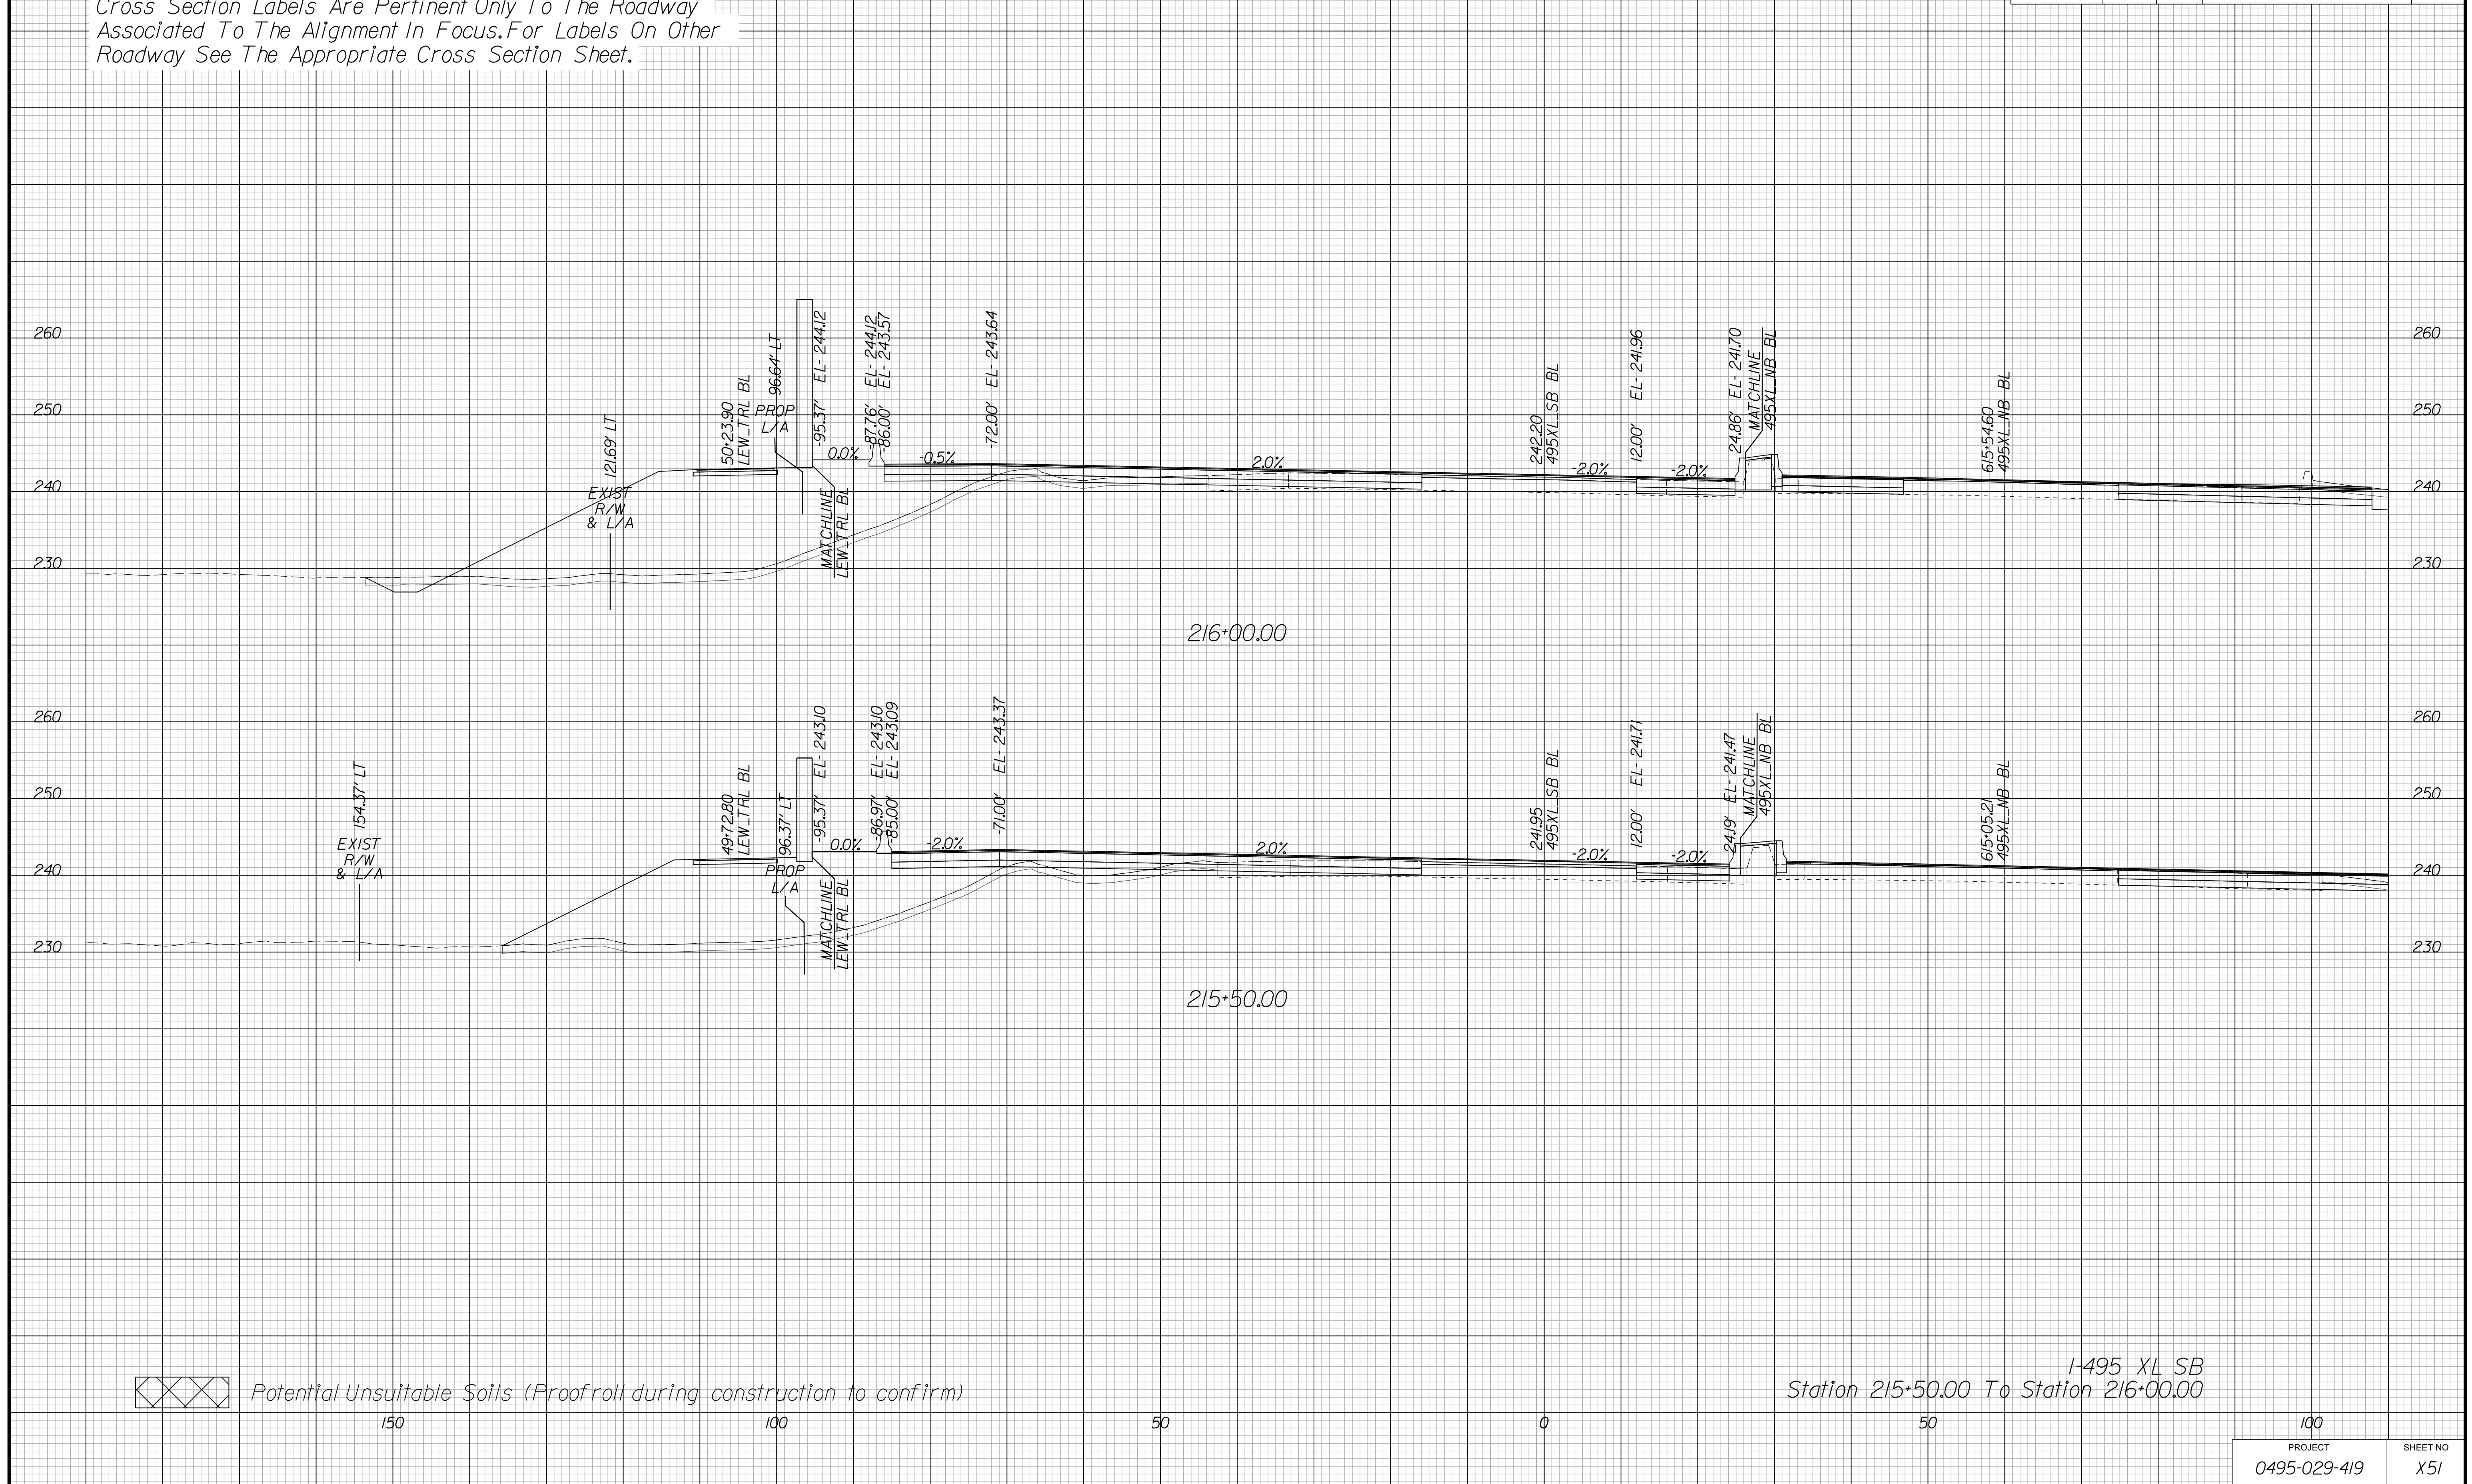 Cross Section Labels Are Pertinent Only To The Roadway
Associated To The Alignment In Focus. For Labels On Other
Roadway See The Appropriate Cross Section Sheet.
260
250
240
230
121.69' LT
EXIST
R/W
& L/A
50+23.90
LEW_TRL BL
96.64' LT
PROP
L/A
-95.37' EL- 244.12
MATCHLINE
LEW_TRL BL
0.0%
-87.76' EL- 244.12
-86.00' EL- 243.57
-0.5%
-72.00' EL- 243.64
2.0%
242.20
495XL_SB BL
-2.0%
12.00' EL- 241.96
-2.0%
24.86' EL- 241.70
MATCHLINE
495XL_NB BL
615+54.60
495XL_NB BL
260
250
240
230
216+00.00
260
250
240
230
154.37' LT
EXIST
R/W
& L/A
49+72.80
LEW_TRL BL
96.37' LT
PROP
L/A
-95.37' EL- 243.10
MATCHLINE
LEW_TRL BL
0.0%
-86.97' EL- 243.10
-85.00' EL- 243.09
-2.0%
-71.00' EL- 243.37
2.0%
241.95
495XL_SB BL
-2.0%
12.00' EL- 241.71
-2.0%
24.19' EL- 241.47
MATCHLINE
495XL_NB BL
615+05.21
495XL_NB BL
260
250
240
230
215+50.00
Potential Unsuitable Soils (Proofroll during construction to confirm)
I-495 XL SB
Station 215+50.00 To Station 216+00.00
150
100
50
0
50
100
PROJECT
0495-029-419
SHEET NO.
X51